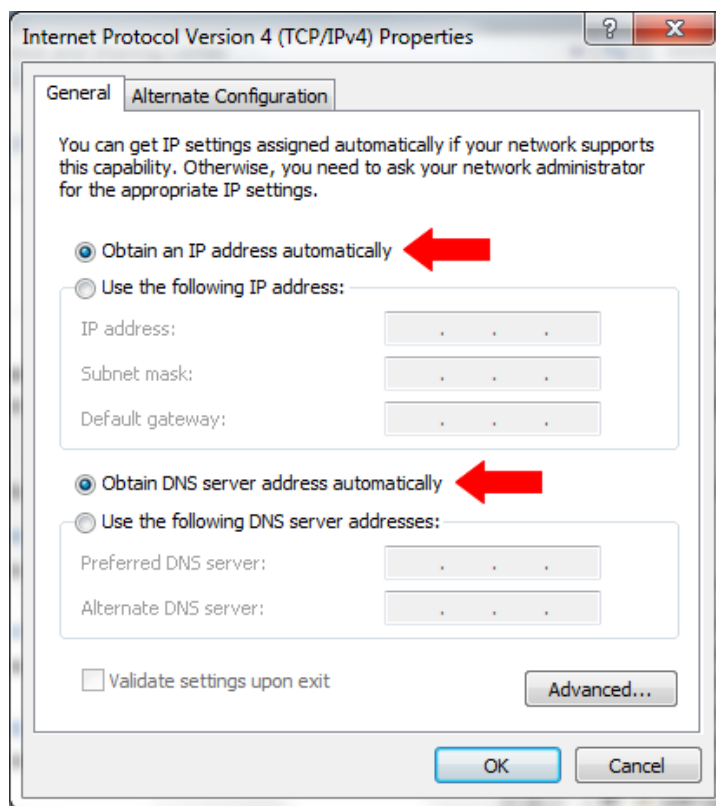 Internet Protocol Version 4 (TCP/IPv4) Properties
General
Alternate Configuration
You can get IP settings assigned automatically if your network supports
this capability. Otherwise, you need to ask your network administrator
for the appropriate IP settings.
Obtain an IP address automatically
Use the following IP address:
IP address:
Subnet mask:
Default gateway:
Obtain DNS server address automatically
Use the following DNS server addresses:
Preferred DNS server:
Alternate DNS server:
Validate settings upon exit
Advanced...
OK
Cancel